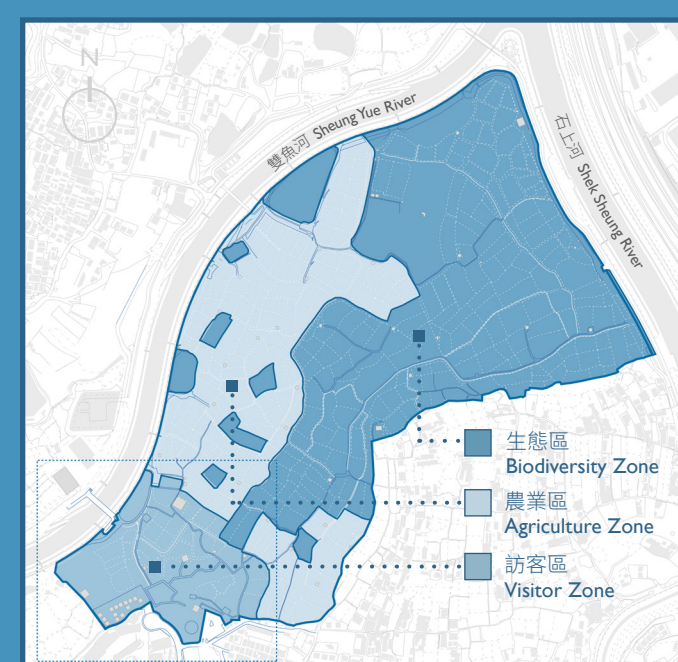 N
雙魚河 Sheung Yue River
石上河 Shek Sheung River
生態區
Biodiversity Zone
農業區
Agriculture Zone
訪客區
Visitor Zone